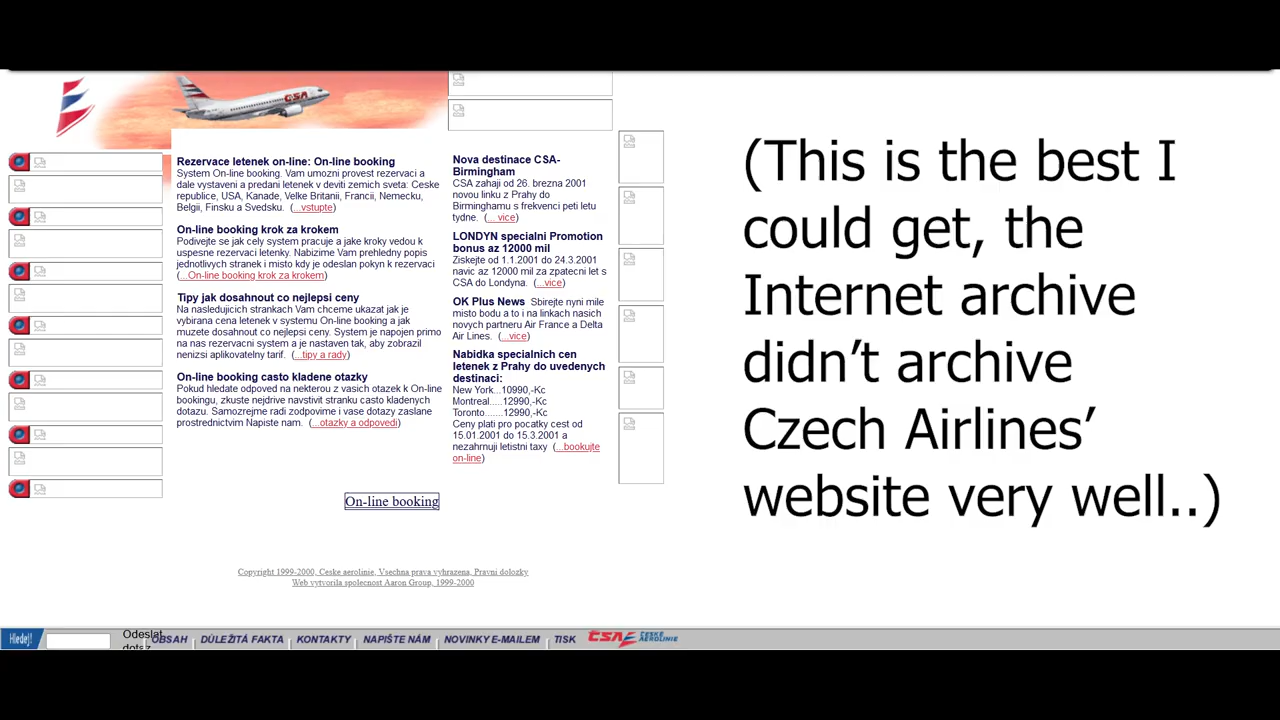 CSA
Rezervace letenek on-line: On-line booking
System On-line booking. Vam umozni provest rezervaci a
dale vystaveni a predani letenek v deviti zemich sveta: Ceske
republice, USA, Kanade, Velke Britanii, Francii, Nemecku,
Belgii, Finsku a Svedsku. (...vstupte)
On-line booking krok za krokem
Podivejte se jak cely system pracuje a jake kroky vedou k
uspesne rezervaci letenky. Nabizime Vam prehledny popis
jednotlivych stranek i misto kdy je odeslan pokyn k rezervaci
(...On-line booking krok za krokem)
Tipy jak dosahnout co nejlepsi ceny
Na nasledujicich strankach Vam chceme ukazat jak je
vybirana cena letenek v systemu On-line booking a jak
muzete dosahnout co nejlepsi ceny. System je napojen primo
na nas rezervacni system a je nastaven tak, aby zobrazil
nenizsi aplikovatelny tarif. (...tipy a rady)
On-line booking casto kladene otazky
Pokud hledate odpoved na nekterou z vasich otazek k On-line
bookingu, zkuste nejdrive navstivit stranku casto kladenych
dotazu. Samozrejme radi zodpovime i vase dotazy zaslane
prostrednictvim Napiste nam. (...otazky a odpovedi)
On-line booking
Nova destinace CSA-
Birmingham
CSA zahaji od 26. brezna 2001
novou linku z Prahy do
Birminghamu s frekvenci peti letu
tydne. (... vice)
LONDYN specialni Promotion
bonus az 12000 mil
Ziskejte od 1.1.2001 do 24.3.2001
navic az 12000 mil za zpatecni let s
CSA do Londyna. (...vice)
OK Plus News Sbirejte nyni mile
misto bodu a to i na linkach nasich
novych partneru Air France a Delta
Air Lines. (...vice)
Nabidka specialnich cen
letenek z Prahy do uvedenych
destinaci:
New York...10990,-Kc
Montreal.....12990,-Kc
Toronto.......12990,-Kc
Ceny plati pro pocatky cest od
15.01.2001 do 15.3.2001 a
nezahrnuji letistni taxy (...bookujte
on-line)
(This is the best I
could get, the
Internet archive
didn't archive
Czech Airlines'
website very well..)
Copyright 1999-2000, Ceske aerolinie, Vsechna prava vyhrazena, Pravni dolozky
Web vytvorila spolecnost Aaron Group, 1999-2000
Hledej! Odeslat dotaz OBSAH DŮLEŽITÁ FAKTA KONTAKTY NAPIŠTE NÁM NOVINKY E-MAILEM TISK ČSA ČESKÉ AEROLINIE